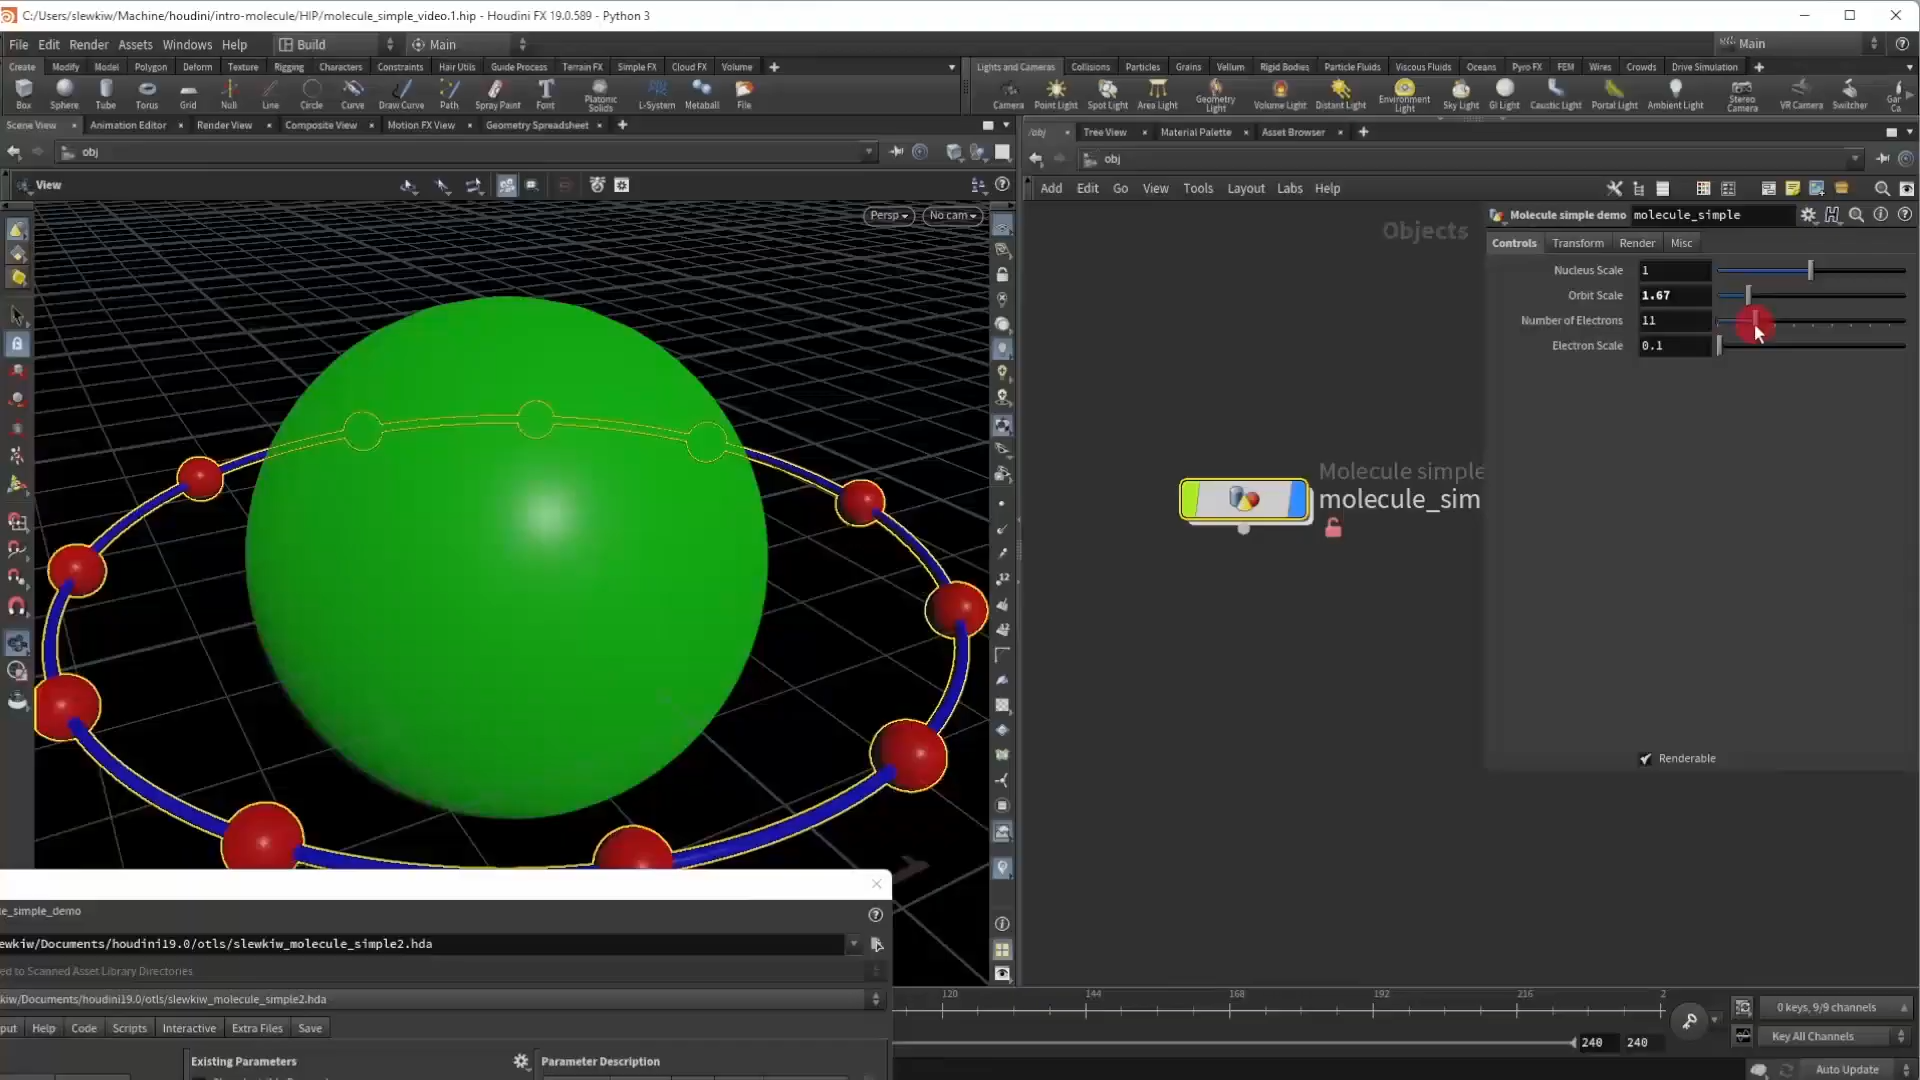 C:/Users/slewkiw/Machine/houdini/intro-molecule/HIP/molecule_simple_video.1.hip - Houdini FX 19.0.589 - Python 3
File Edit Render Assets Windows Help Build Main Main
Create Modify Model Polygon Deform Texture Rigging Characters Constraints Hair Utils Guide Process Terrain FX Simple FX Cloud FX Volume
Lights and Cameras Collisions Particles Grains Vellum Rigid Bodies Particle Fluids Viscous Fluids Oceans Pyro FX FEM Wires Crowds Drive Simulation
Box Sphere Tube Torus Grid Null Line Circle Curve Draw Curve Path Spray Paint Font Platonic Solids L-System Metaball File
Camera Point Light Spot Light Area Light Geometry Light Volume Light Distant Light Environment Light Sky Light GI Light Caustic Light Portal Light Ambient Light Stereo Camera VR Camera Switcher
Scene View Animation Editor Render View Composite View Motion FX View Geometry Spreadsheet
/obj Tree View Material Palette Asset Browser
obj
obj
View
Add Edit Go View Tools Layout Labs Help
Persp No cam
Objects
Molecule simple demo molecule_simple
Controls Transform Render Misc
Nucleus Scale 1
Orbit Scale 1.67
Number of Electrons 11
Electron Scale 0.1
Molecule simple
molecule_sim
Renderable
le_simple_demo
ewkiw/Documents/houdini19.0/otls/slewkiw_molecule_simple2.hda
ed to Scanned Asset Library Directories
kiw/Documents/houdini19.0/otls/slewkiw_molecule_simple2.hda
put Help Code Scripts Interactive Extra Files Save
Existing Parameters Parameter Description
120 144 168 192 216 2
240 240
0 keys, 9/9 channels
Key All Channels
Auto Update